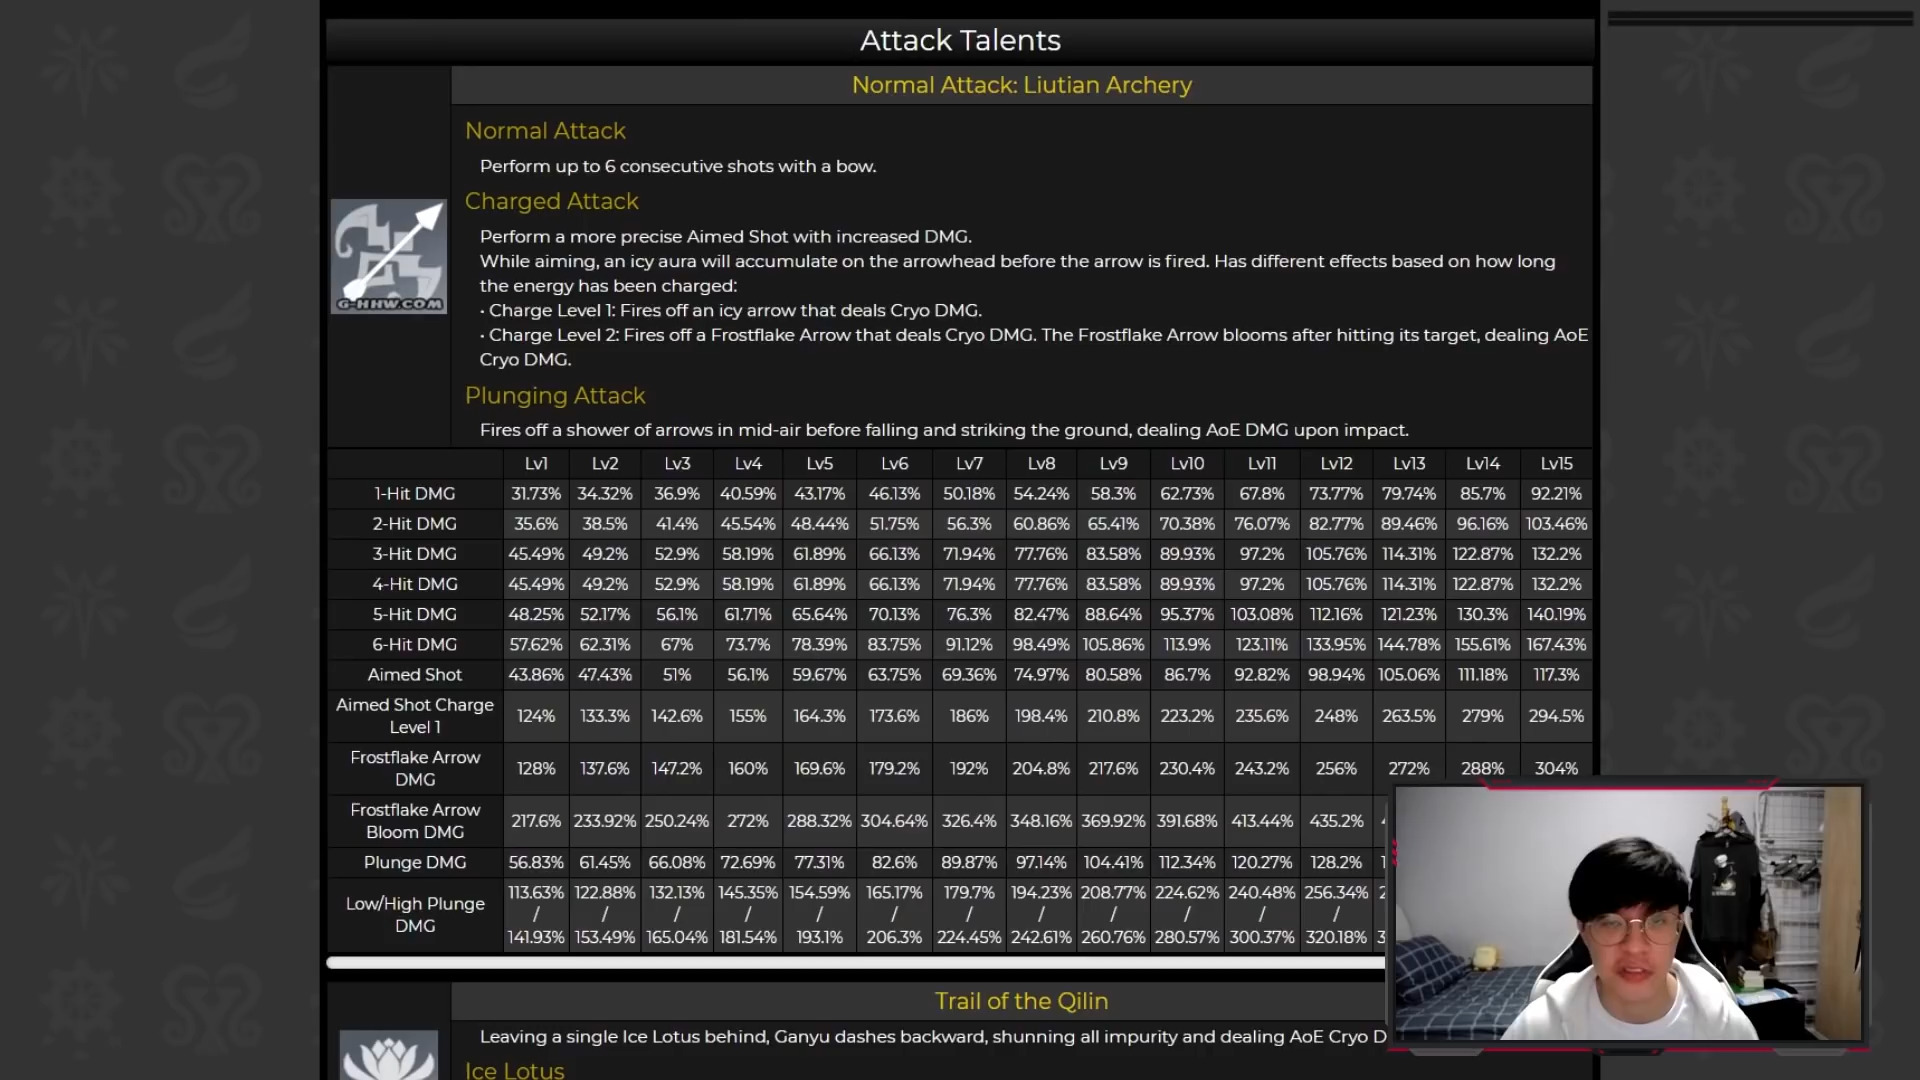 Attack Talents
Normal Attack: Liutian Archery
Normal Attack
Perform up to 6 consecutive shots with a bow.
Charged Attack
Perform a more precise Aimed Shot with increased DMG.
While aiming, an icy aura will accumulate on the arrowhead before the arrow is fired. Has different effects based on how long
the energy has been charged:
• Charge Level 1: Fires off an icy arrow that deals Cryo DMG.
• Charge Level 2: Fires off a Frostflake Arrow that deals Cryo DMG. The Frostflake Arrow blooms after hitting its target, dealing AoE
Cryo DMG.
G-HHW.COM
Plunging Attack
Fires off a shower of arrows in mid-air before falling and striking the ground, dealing AoE DMG upon impact.
Lv1 Lv2 Lv3 Lv4 Lv5 Lv6 Lv7 Lv8 Lv9 Lv10 Lv11 Lv12 Lv13 Lv14 Lv15
1-Hit DMG 31.73% 34.32% 36.9% 40.59% 43.17% 46.13% 50.18% 54.24% 58.3% 62.73% 67.8% 73.77% 79.74% 85.7% 92.21%
2-Hit DMG 35.6% 38.5% 41.4% 45.54% 48.44% 51.75% 56.3% 60.86% 65.41% 70.38% 76.07% 82.77% 89.46% 96.16% 103.46%
3-Hit DMG 45.49% 49.2% 52.9% 58.19% 61.89% 66.13% 71.94% 77.76% 83.58% 89.93% 97.2% 105.76% 114.31% 122.87% 132.2%
4-Hit DMG 45.49% 49.2% 52.9% 58.19% 61.89% 66.13% 71.94% 77.76% 83.58% 89.93% 97.2% 105.76% 114.31% 122.87% 132.2%
5-Hit DMG 48.25% 52.17% 56.1% 61.71% 65.64% 70.13% 76.3% 82.47% 88.64% 95.37% 103.08% 112.16% 121.23% 130.3% 140.19%
6-Hit DMG 57.62% 62.31% 67% 73.7% 78.39% 83.75% 91.12% 98.49% 105.86% 113.9% 123.11% 133.95% 144.78% 155.61% 167.43%
Aimed Shot 43.86% 47.43% 51% 56.1% 59.67% 63.75% 69.36% 74.97% 80.58% 86.7% 92.82% 98.94% 105.06% 111.18% 117.3%
Aimed Shot Charge
Level 1 124% 133.3% 142.6% 155% 164.3% 173.6% 186% 198.4% 210.8% 223.2% 235.6% 248% 263.5% 279% 294.5%
Frostflake Arrow
DMG 128% 137.6% 147.2% 160% 169.6% 179.2% 192% 204.8% 217.6% 230.4% 243.2% 256% 272% 288% 304%
Frostflake Arrow
Bloom DMG 217.6% 233.92% 250.24% 272% 288.32% 304.64% 326.4% 348.16% 369.92% 391.68% 413.44% 435.2%
Plunge DMG 56.83% 61.45% 66.08% 72.69% 77.31% 82.6% 89.87% 97.14% 104.41% 112.34% 120.27% 128.2%
Low/High Plunge
DMG
113.63% 122.88% 132.13% 145.35% 154.59% 165.17% 179.7% 194.23% 208.77% 224.62% 240.48% 256.34%
/ / / / / / / / / / / /
141.93% 153.49% 165.04% 181.54% 193.1% 206.3% 224.45% 242.61% 260.76% 280.57% 300.37% 320.18%
Trail of the Qilin
Leaving a single Ice Lotus behind, Ganyu dashes backward, shunning all impurity and dealing AoE Cryo D
Ice Lotus